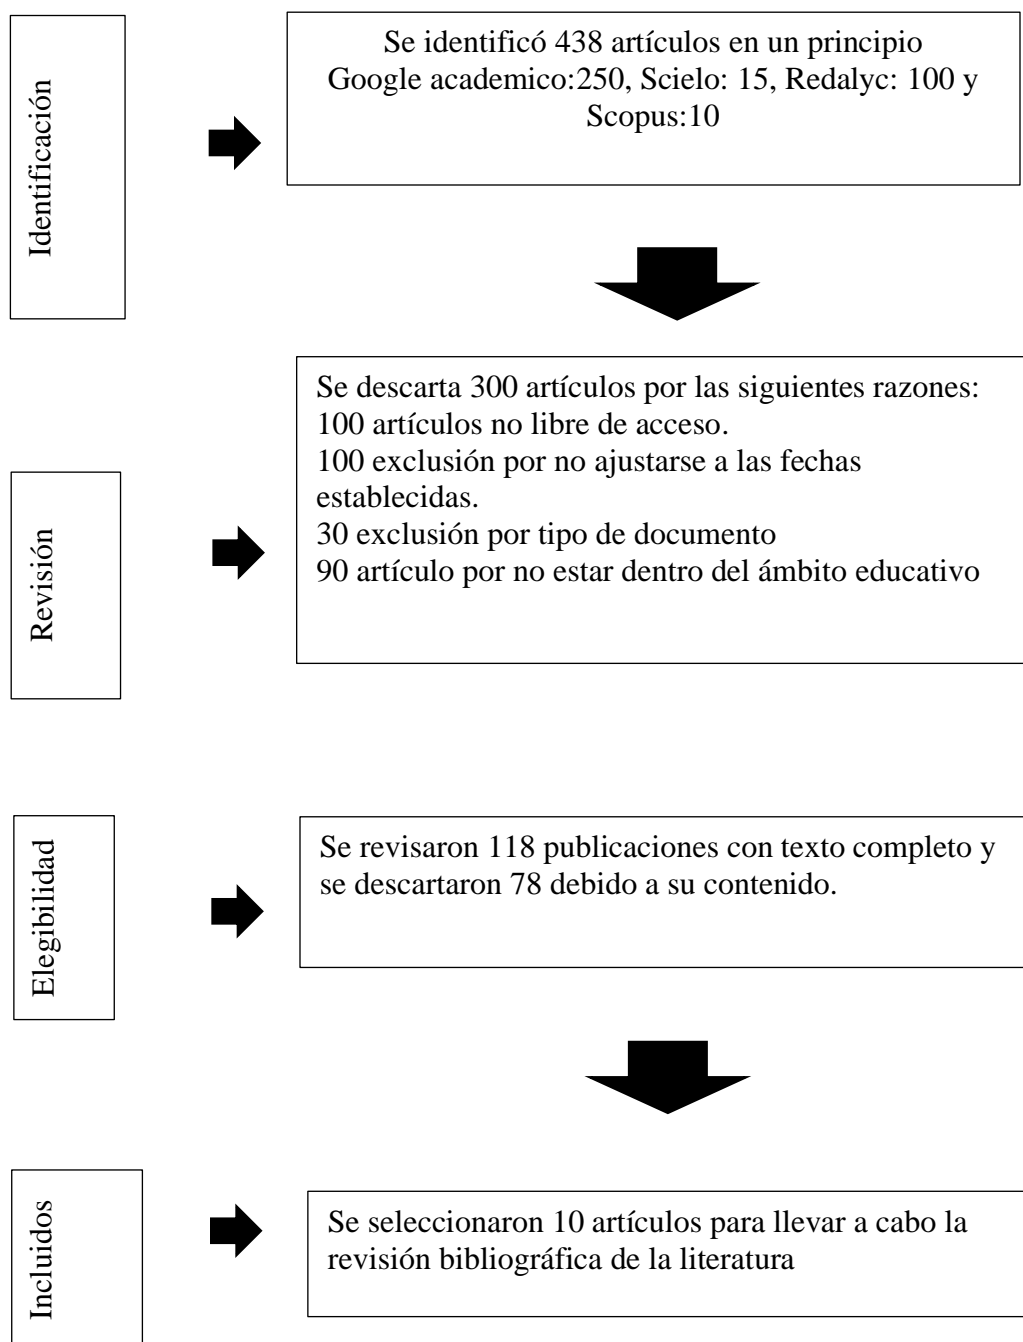 Identificación
Se identificó 438 artículos en un principio
Google academico:250, Scielo: 15, Redalyc: 100 y
Scopus:10
Revisión
Se descarta 300 artículos por las siguientes razones:
100 artículos no libre de acceso.
100 exclusión por no ajustarse a las fechas
establecidas.
30 exclusión por tipo de documento
90 artículo por no estar dentro del ámbito educativo
Elegibilidad
Se revisaron 118 publicaciones con texto completo y
se descartaron 78 debido a su contenido.
Incluidos
Se seleccionaron 10 artículos para llevar a cabo la
revisión bibliográfica de la literatura